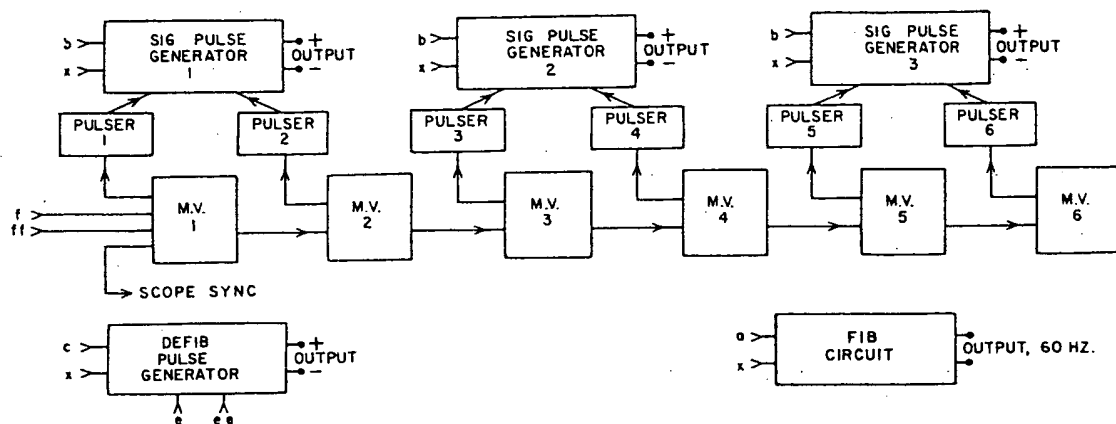 b
x
SIG PULSE
GENERATOR
1
+
OUTPUT
−
b
x
SIG PULSE
GENERATOR
2
+
OUTPUT
−
b
x
SIG PULSE
GENERATOR
3
+
OUTPUT
−
PULSER
1
PULSER
2
PULSER
3
PULSER
4
PULSER
5
PULSER
6
f
ff
M.V.
1
M.V.
2
M.V.
3
M.V.
4
M.V.
5
M.V.
6
SCOPE SYNC
c
x
DEFIB
PULSE
GENERATOR
+
OUTPUT
−
e
ee
a
x
FIB
CIRCUIT
OUTPUT, 60 HZ.